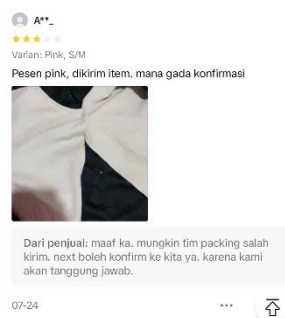 A**_
Varian: Pink, S/M
Pesen pink, dikirim item. mana gada konfirmasi
Dari penjual: maaf ka. mungkin tim packing salah
kirim. next boleh konfirm ke kita ya. karena kami
akan tanggung jawab.
07-24